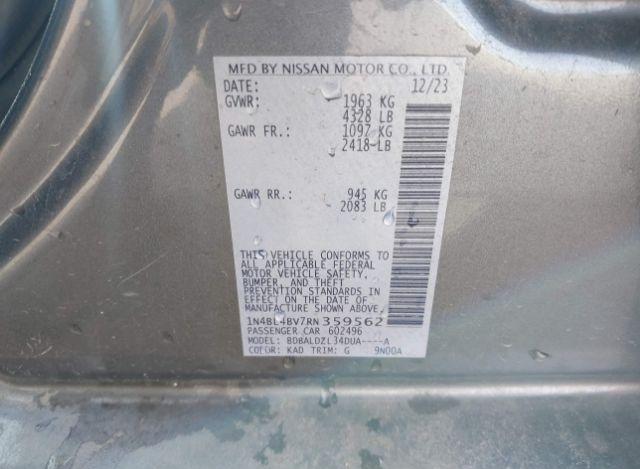 MFD BY NISSAN MOTOR CO., LTD.
DATE: 12/23
GVWR: 1963 KG
4328 LB
GAWR FR.: 1097 KG
2418 LB
GAWR RR.: 945 KG
2083 LB
THIS VEHICLE CONFORMS TO
ALL APPLICABLE FEDERAL
MOTOR VEHICLE SAFETY,
BUMPER, AND THEFT
PREVENTION STANDARDS IN
EFFECT ON THE DATE OF
MANUFACTURE SHOWN ABOVE.
1N4BL4BV7RN359562
PASSENGER CAR 602496
MODEL: BDBALDZL34DUA----A
COLOR: KAD TRIM: G 9N00A